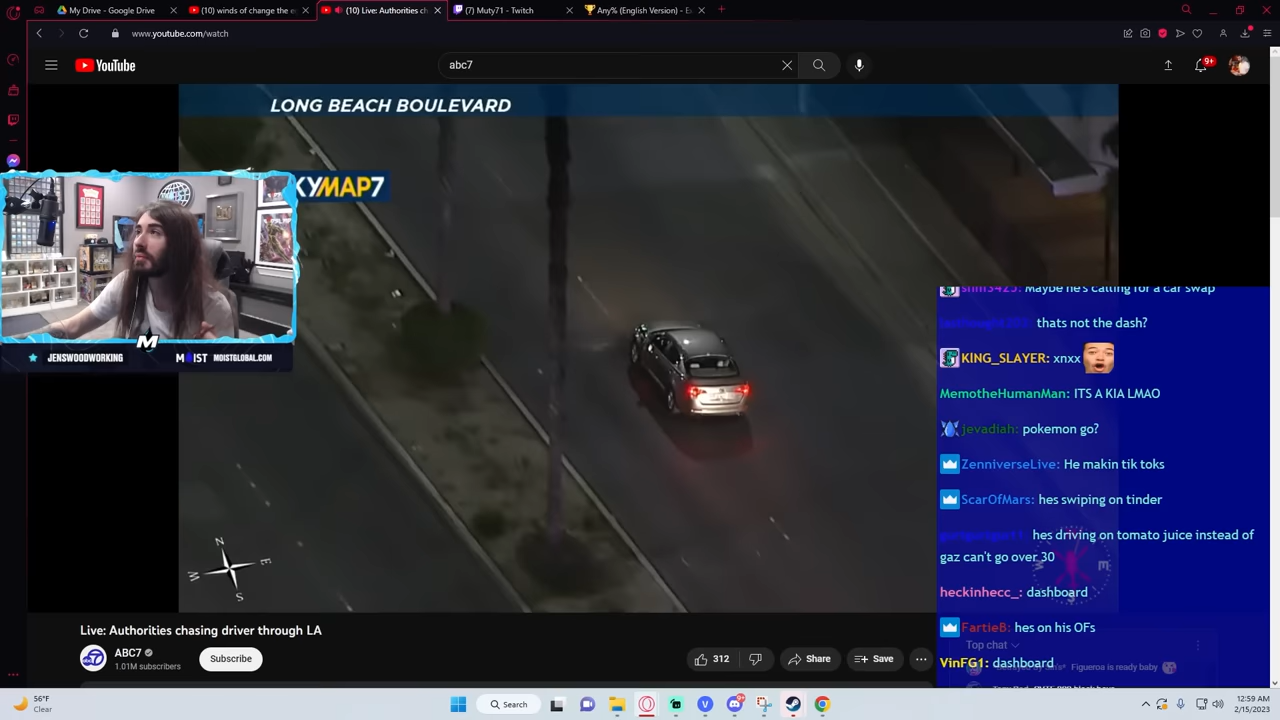 My Drive - Google Drive
(10) winds of change the e
(10) Live: Authorities ch
Muty71 - Twitch
Any% (English Version) - E
www.youtube.com/watch
YouTube
abc7
9+
LONG BEACH BOULEVARD
KYMAP7
M
JENSWOODWORKING
MOIST
MOISTGLOBAL.COM
Maybe he's calling for a car swap
thats not the dash?
KING_SLAYER: xnxx
MemotheHumanMan: ITS A KIA LMAO
jevadiah: pokemon go?
ZenniverseLive: He makin tik toks
ScarOfMars: hes swiping on tinder
hes driving on tomato juice instead of
gaz can't go over 30
heckinhecc_: dashboard
FartieB: hes on his OFs
VinFG1: dashboard
N
E
W
S
Live: Authorities chasing driver through LA
ABC7
1.01M subscribers
Subscribe
312
Share
Save
Top chat
Figueroa is ready baby
56°F
Clear
Search
12:59 AM
2/15/2023